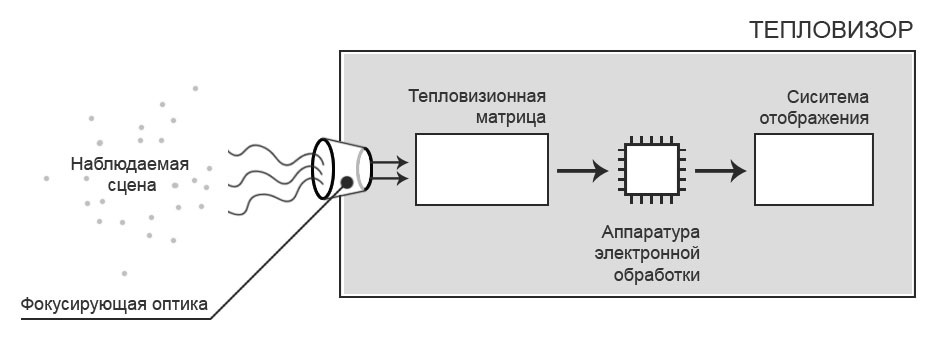 ТЕПЛОВИЗОР
Тепловизионная
матрица
Сиситема
отображения
Наблюдаемая
сцена
Аппаратура
электронной
обработки
Фокусирующая оптика